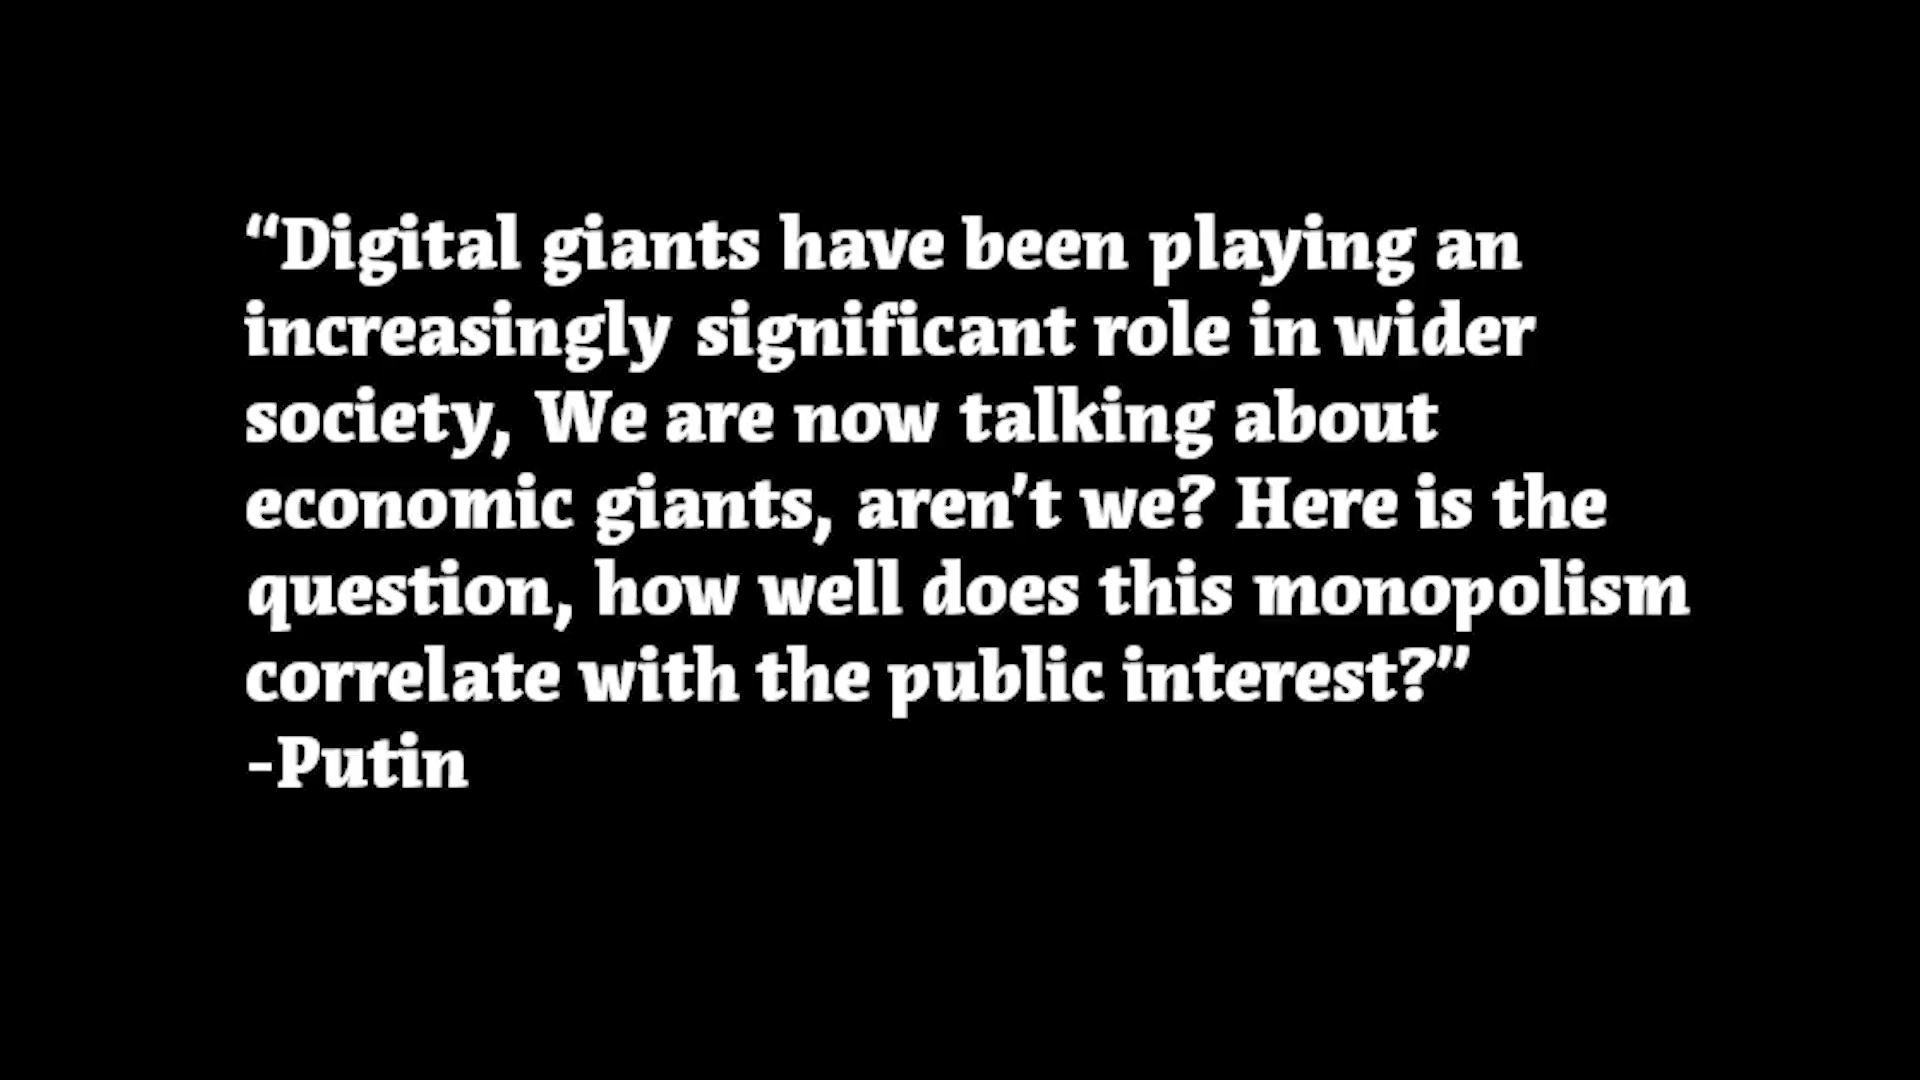 “Digital giants have been playing an
increasingly significant role in wider
society, We are now talking about
economic giants, aren’t we? Here is the
question, how well does this monopolism
correlate with the public interest?”
-Putin